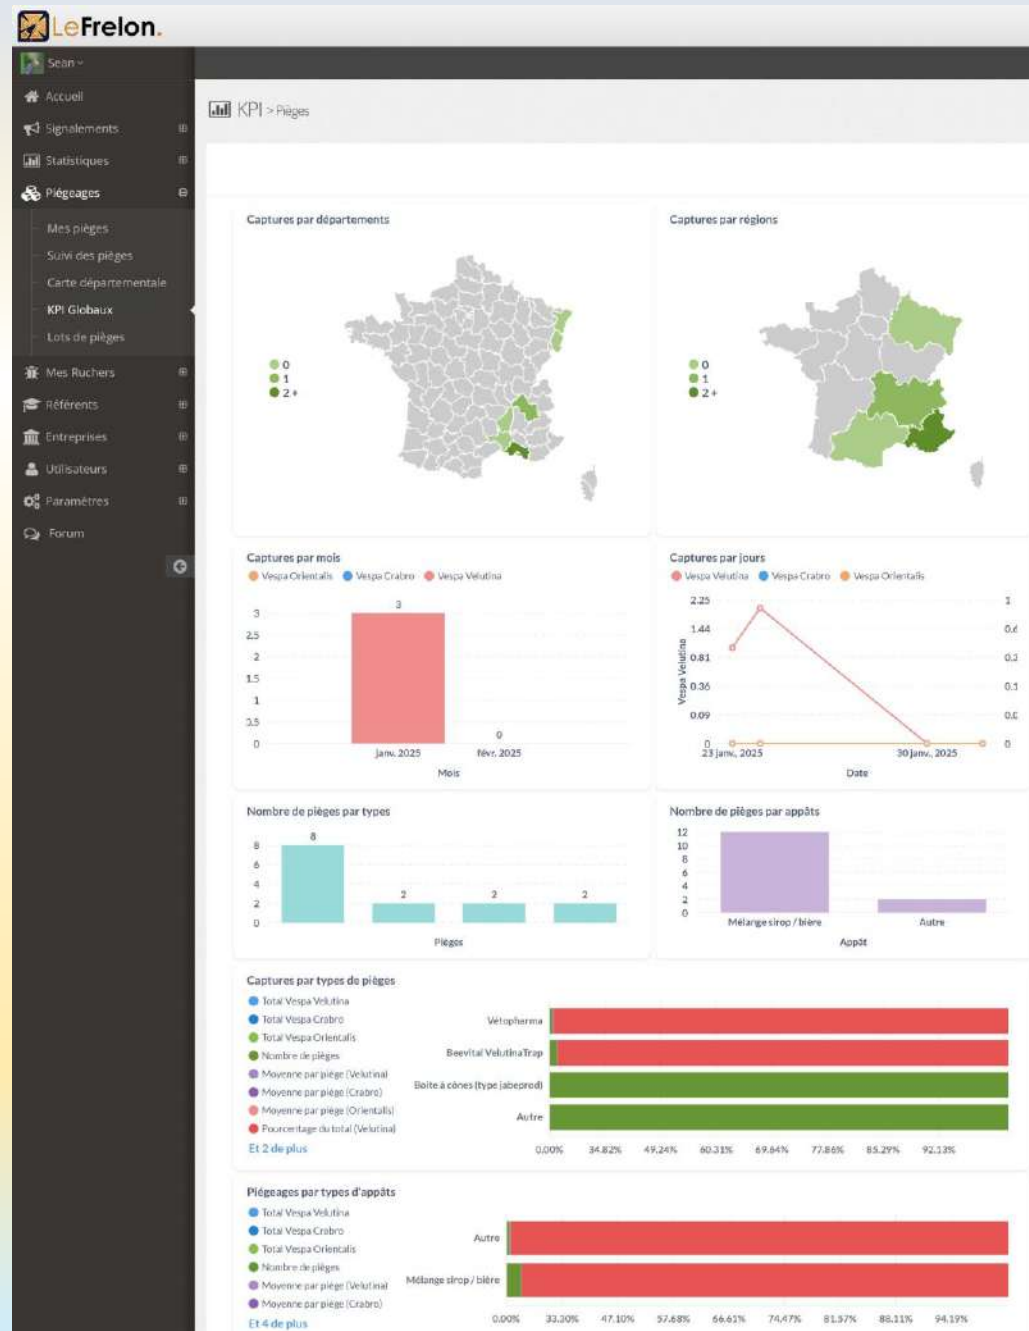 LeFrelon.
Sean
Accueil
Signalements
Statistiques
Piégeages
Mes pièges
Suivi des pièges
Carte départementale
KPI Globaux
Lots de pièges
Mes Ruchers
Référents
Entreprises
Utilisateurs
Paramètres
Forum
KPI > Pièges
Captures par départements
0
1
2 +
Captures par régions
0
1
2 +
Captures par mois
Vespa Orientalis Vespa Crabro Vespa Velutina
3
3
2.5
2
1.5
1
0.5
0
0
janv. 2025 févr. 2025
Mois
Captures par jours
Vespa Velutina Vespa Crabro Vespa Orientalis
Vespa Velutina
2.25
1.44
0.81
0.36
0.09
0
1
0
23 janv., 2025 30 janv., 2025
Date
Nombre de pièges par types
8
6
4
2
0
8 2 2 2
Pièges
Nombre de pièges par appâts
12
10
8
6
4
2
0
Mélange sirop / bière Autre
Appât
Captures par types de pièges
Total Vespa Velutina
Total Vespa Crabro
Total Vespa Orientalis
Nombre de pièges
Moyenne par piège (Velutina)
Moyenne par piège (Crabro)
Moyenne par piège (Orientalis)
Pourcentage du total (Velutina)
Et 2 de plus
Vétopharma
Beevital VelutinaTrap
Boite à cônes (type jabeprod)
Autre
0.00% 34.82% 49.24% 60.31% 69.64% 77.86% 85.29% 92.13%
Piégeages par types d'appâts
Total Vespa Velutina
Total Vespa Crabro
Total Vespa Orientalis
Nombre de pièges
Moyenne par piège (Velutina)
Moyenne par piège (Crabro)
Et 4 de plus
Autre
Mélange sirop / bière
0.00% 33.30% 47.10% 57.68% 66.61% 74.47% 81.57% 88.11% 94.19%